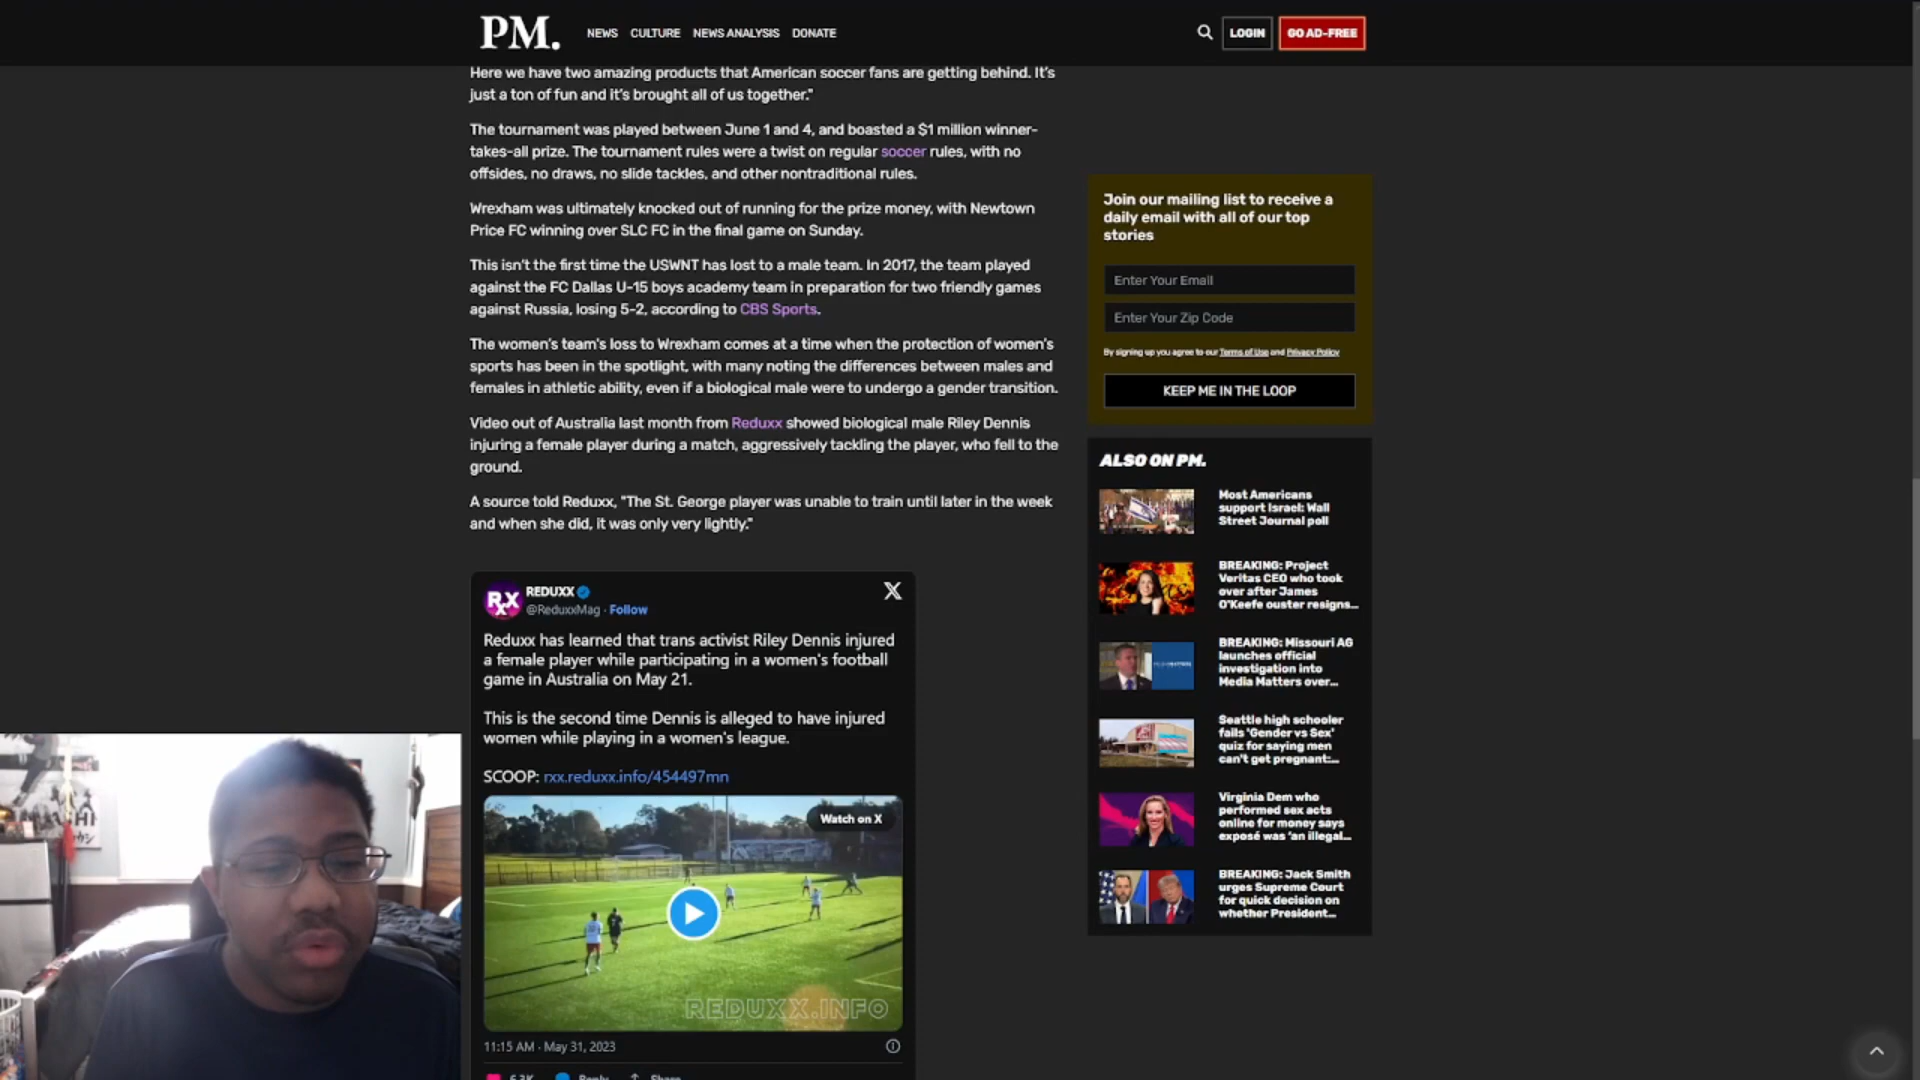 PM.
NEWS CULTURE NEWS ANALYSIS DONATE
LOGIN
GO AD-FREE
Here we have two amazing products that American soccer fans are getting behind. It's
just a ton of fun and it's brought all of us together."
The tournament was played between June 1 and 4, and boasted a $1 million winner-
takes-all prize. The tournament rules were a twist on regular soccer rules, with no
offsides, no draws, no slide tackles, and other nontraditional rules.
Wrexham was ultimately knocked out of running for the prize money, with Newtown
Price FC winning over SLC FC in the final game on Sunday.
This isn't the first time the USWNT has lost to a male team. In 2017, the team played
against the FC Dallas U-15 boys academy team in preparation for two friendly games
against Russia, losing 5-2, according to CBS Sports.
The women's team's loss to Wrexham comes at a time when the protection of women's
sports has been in the spotlight, with many noting the differences between males and
females in athletic ability, even if a biological male were to undergo a gender transition.
Video out of Australia last month from Reduxx showed biological male Riley Dennis
injuring a female player during a match, aggressively tackling the player, who fell to the
ground.
A source told Reduxx, "The St. George player was unable to train until later in the week
and when she did, it was only very lightly."
RXX
REDUXX
@ReduxxMag · Follow
Reduxx has learned that trans activist Riley Dennis injured
a female player while participating in a women's football
game in Australia on May 21.
This is the second time Dennis is alleged to have injured
women while playing in a women's league.
SCOOP: rxx.reduxx.info/454497mn
Watch on X
REDUXX.INFO
11:15 AM · May 31, 2023
6.3K Reply Share
Join our mailing list to receive a
daily email with all of our top
stories
Enter Your Email
Enter Your Zip Code
By signing up you agree to our Terms of Use and Privacy Policy
KEEP ME IN THE LOOP
ALSO ON PM.
Most Americans
support Israel: Wall
Street Journal poll
BREAKING: Project
Veritas CEO who took
over after James
O'Keefe ouster resigns...
BREAKING: Missouri AG
launches official
investigation into
Media Matters over...
Seattle high schooler
fails 'Gender vs Sex'
quiz for saying men
can't get pregnant:...
Virginia Dem who
performed sex acts
online for money says
exposé was 'an illegal...
BREAKING: Jack Smith
urges Supreme Court
for quick decision on
whether President...